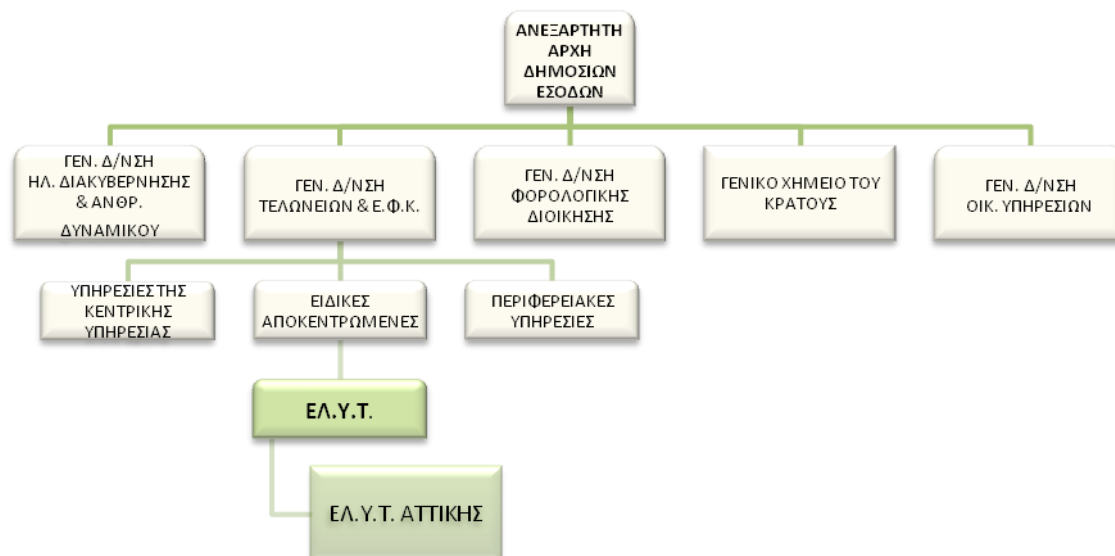 ΑΝΕΞΑΡΤΗΤΗ
ΑΡΧΗ
ΔΗΜΟΣΙΩΝ
ΕΣΟΔΩΝ
ΓΕΝ. Δ/ΝΣΗ
ΗΛ. ΔΙΑΚΥΒΕΡΝΗΣΗΣ
& ΑΝΘΡ.
ΔΥΝΑΜΙΚΟΥ
ΓΕΝ. Δ/ΝΣΗ
ΤΕΛΩΝΕΙΩΝ & Ε.Φ.Κ.
ΓΕΝ. Δ/ΝΣΗ
ΦΟΡΟΛΟΓΙΚΗΣ
ΔΙΟΙΚΗΣΗΣ
ΓΕΝΙΚΟ ΧΗΜΕΙΟ ΤΟΥ
ΚΡΑΤΟΥΣ
ΓΕΝ. Δ/ΝΣΗ
ΟΙΚ. ΥΠΗΡΕΣΙΩΝ
ΥΠΗΡΕΣΙΕΣ ΤΗΣ
ΚΕΝΤΡΙΚΗΣ
ΥΠΗΡΕΣΙΑΣ
ΕΙΔΙΚΕΣ
ΑΠΟΚΕΝΤΡΩΜΕΝΕΣ
ΠΕΡΙΦΕΡΕΙΑΚΕΣ
ΥΠΗΡΕΣΙΕΣ
ΕΛ.Υ.Τ.
ΕΛ.Υ.Τ. ΑΤΤΙΚΗΣ